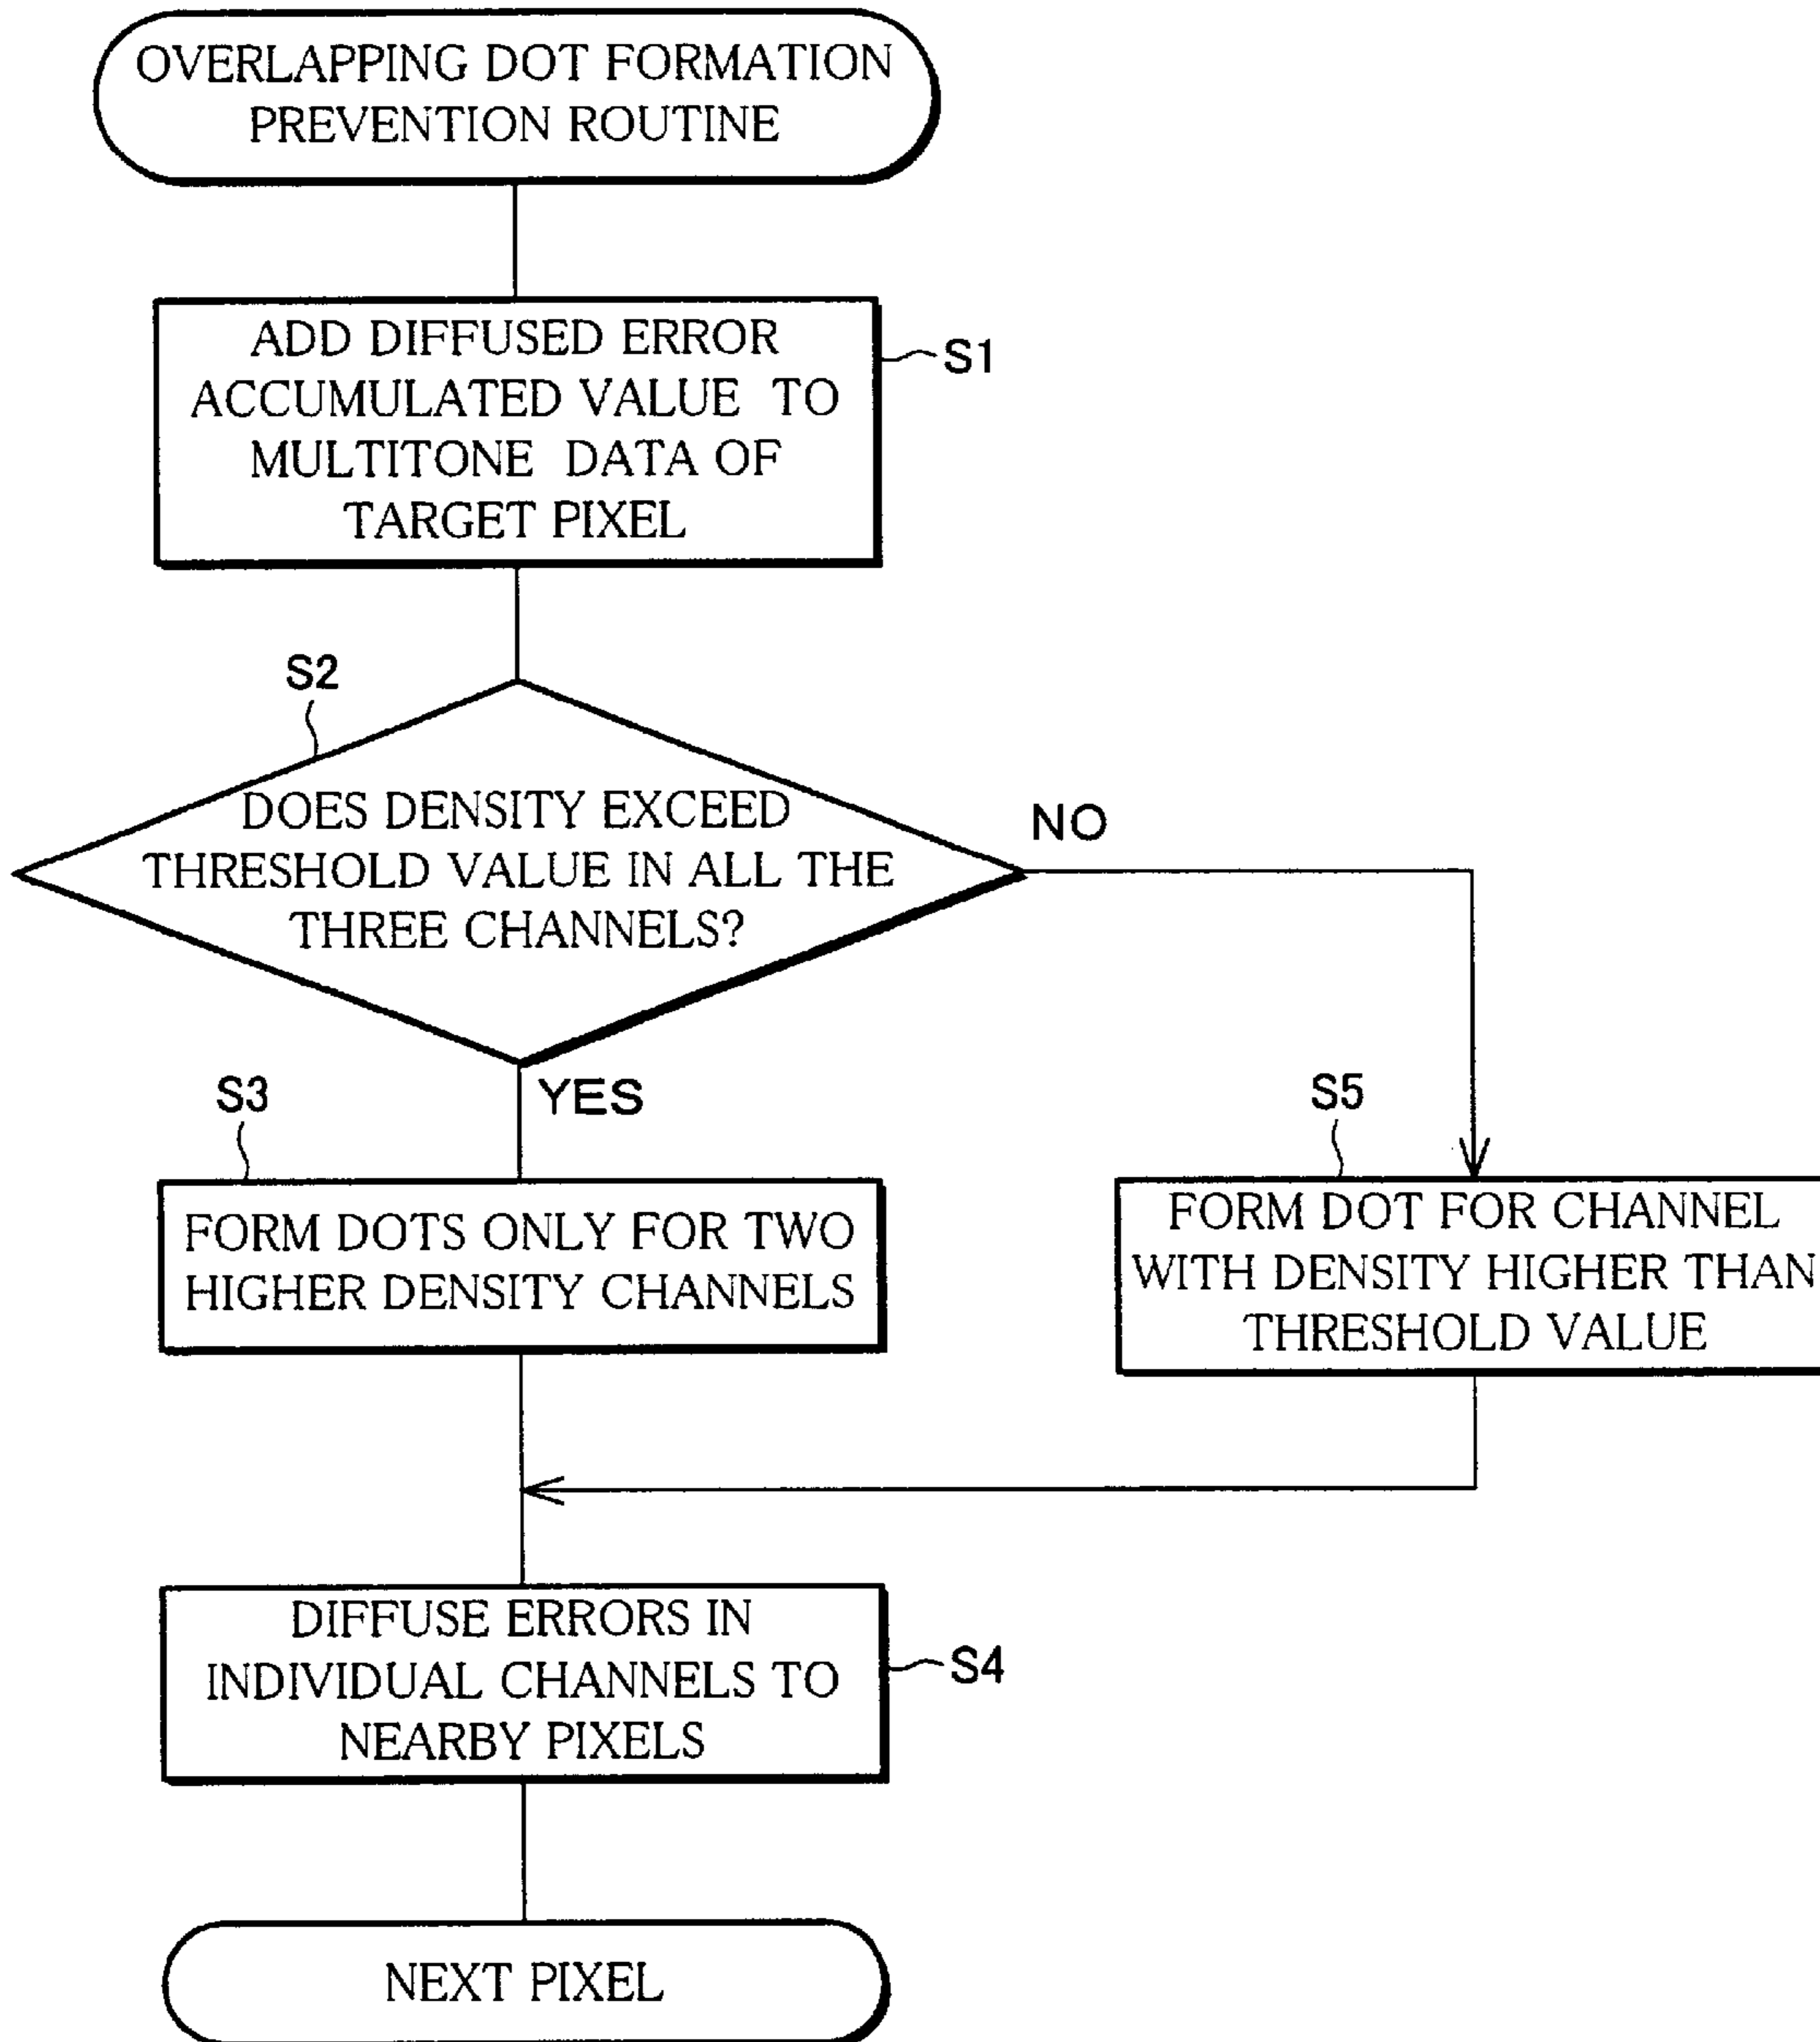 OVERLAPPING DOT FORMATION
PREVENTION ROUTINE
ADD DIFFUSED ERROR
ACCUMULATED VALUE TO
MULTITONE DATA OF
TARGET PIXEL
S1
S2
DOES DENSITY EXCEED
THRESHOLD VALUE IN ALL THE
THREE CHANNELS?
NO
YES
S3
FORM DOTS ONLY FOR TWO
HIGHER DENSITY CHANNELS
S5
FORM DOT FOR CHANNEL
WITH DENSITY HIGHER THAN
THRESHOLD VALUE
DIFFUSE ERRORS IN
INDIVIDUAL CHANNELS TO
NEARBY PIXELS
S4
NEXT PIXEL